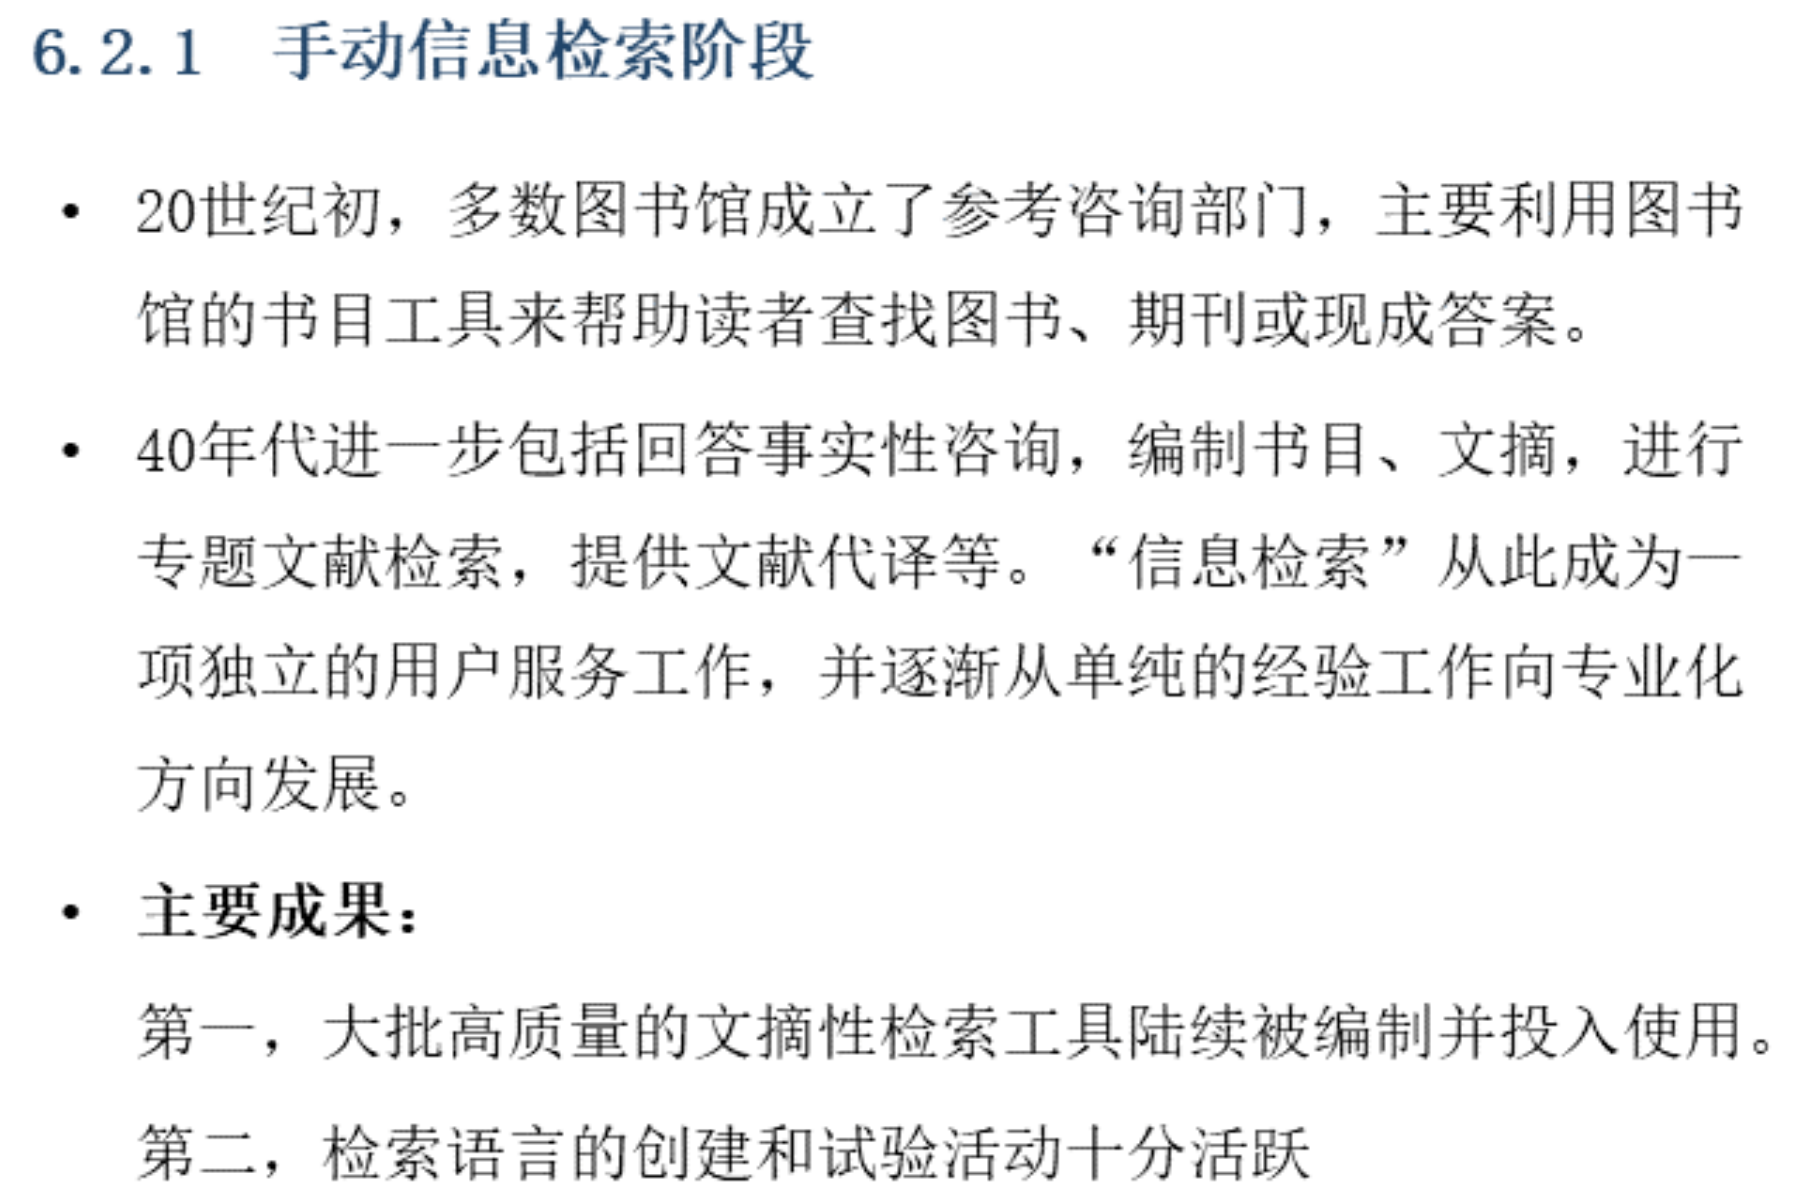 6.2.1 手动信息检索阶段
• 20世纪初，多数图书馆成立了参考咨询部门，主要利用图书
馆的书目工具来帮助读者查找图书、期刊或现成答案。
• 40年代进一步包括回答事实性咨询，编制书目、文摘，进行
专题文献检索，提供文献代译等。“信息检索”从此成为一
项独立的用户服务工作，并逐渐从单纯的经验工作向专业化
方向发展。
• 主要成果：
第一，大批高质量的文摘性检索工具陆续被编制并投入使用。
第二，检索语言的创建和试验活动十分活跃